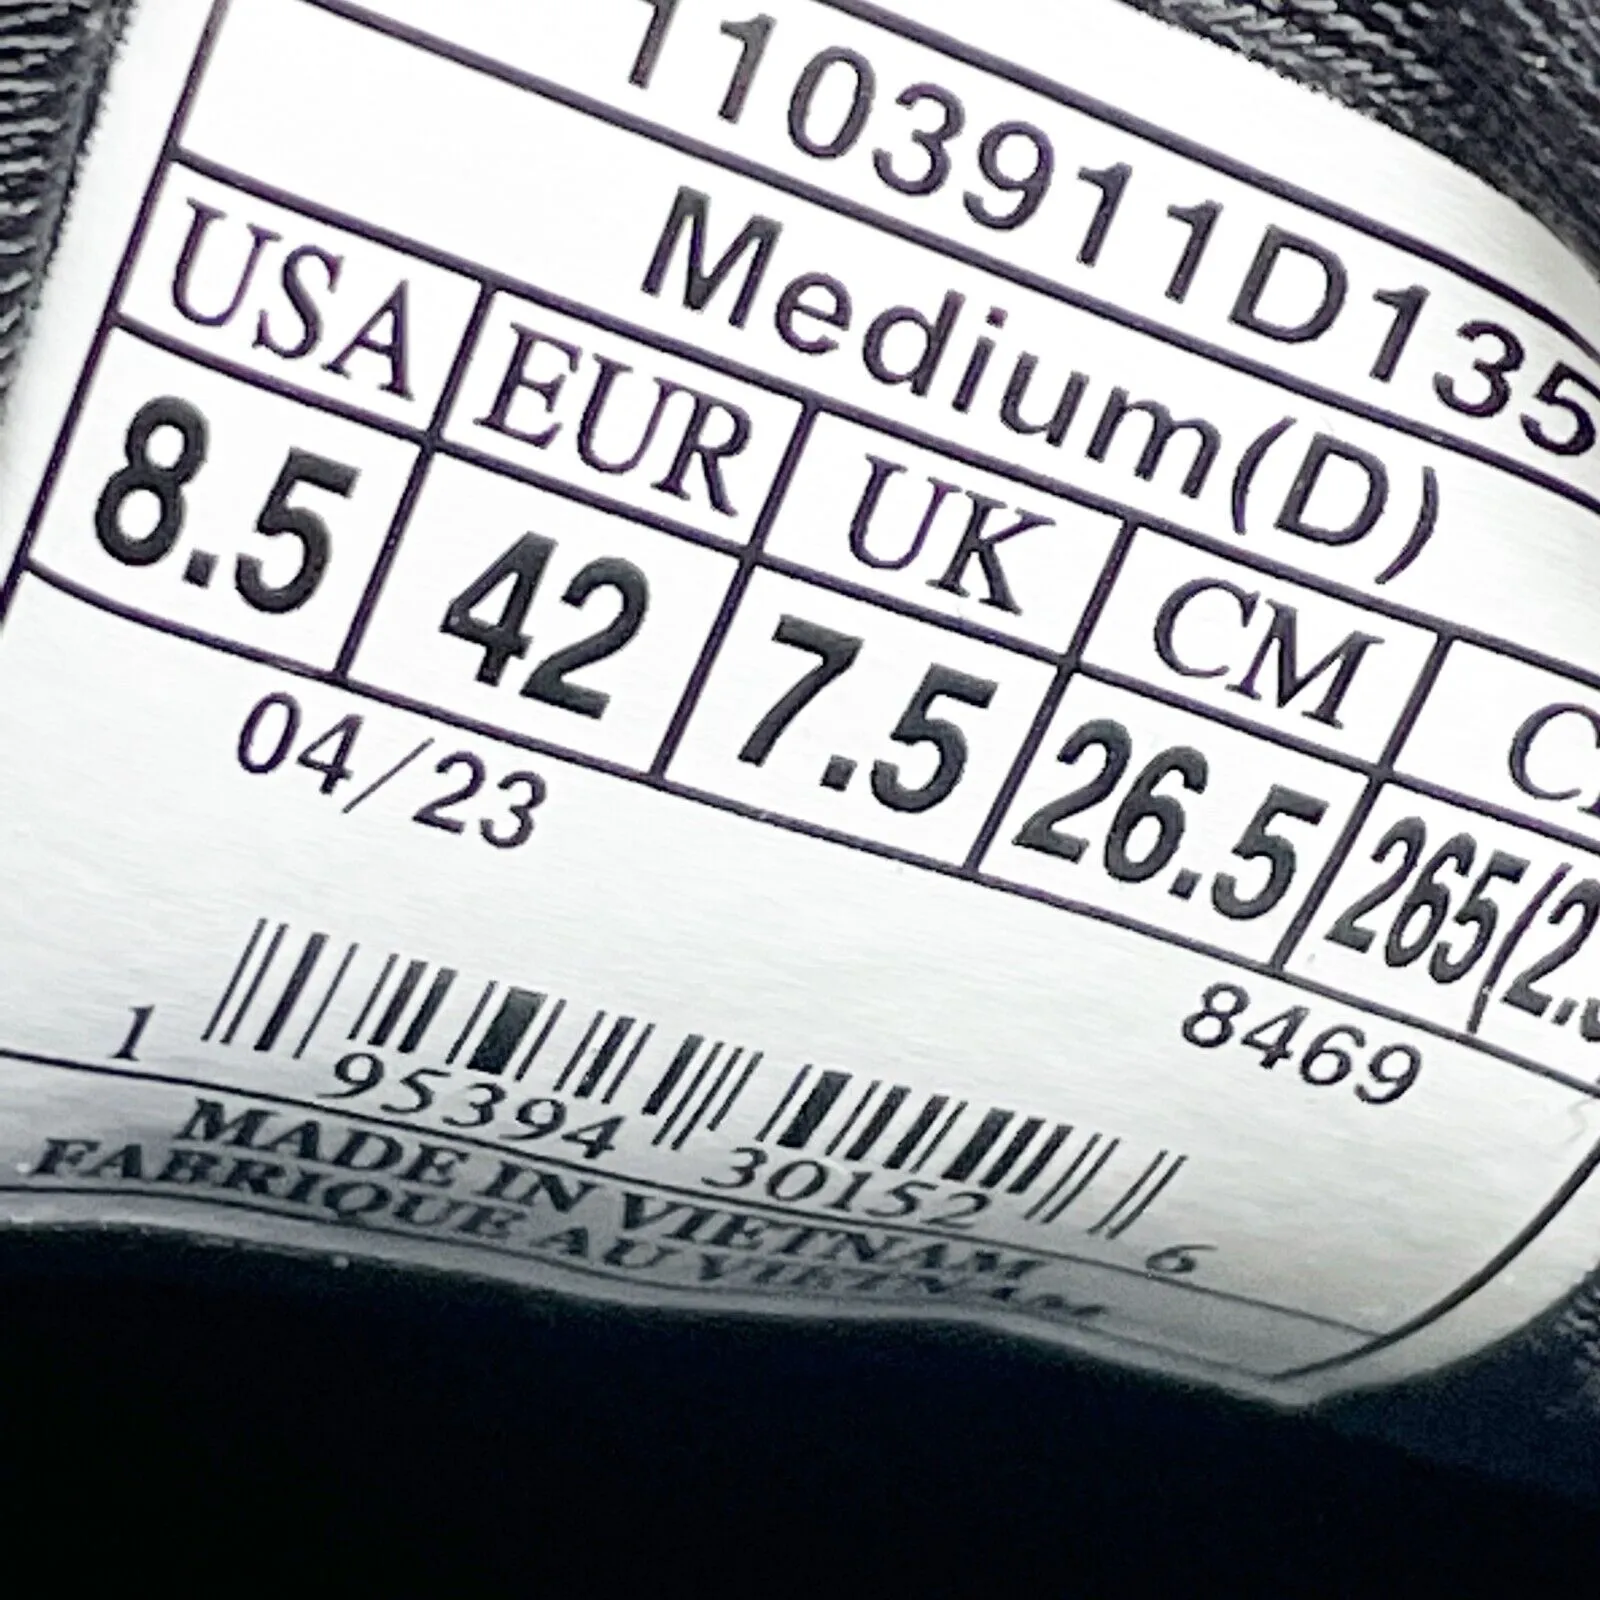 1103911D135
Medium(D)
USA EUR UK CM
8.5 42 7.5 26.5 265(2.
04/23
8469
1 95394 30152 6
MADE IN VIETNAM
FABRIQUE AU VIETNAM